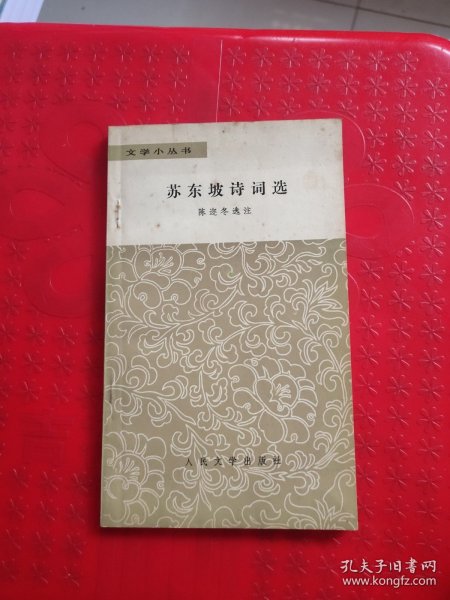 文学小丛书
苏东坡诗词选
陈迩冬选注
人民文学出版社
孔夫子旧书网
www.kongfz.com